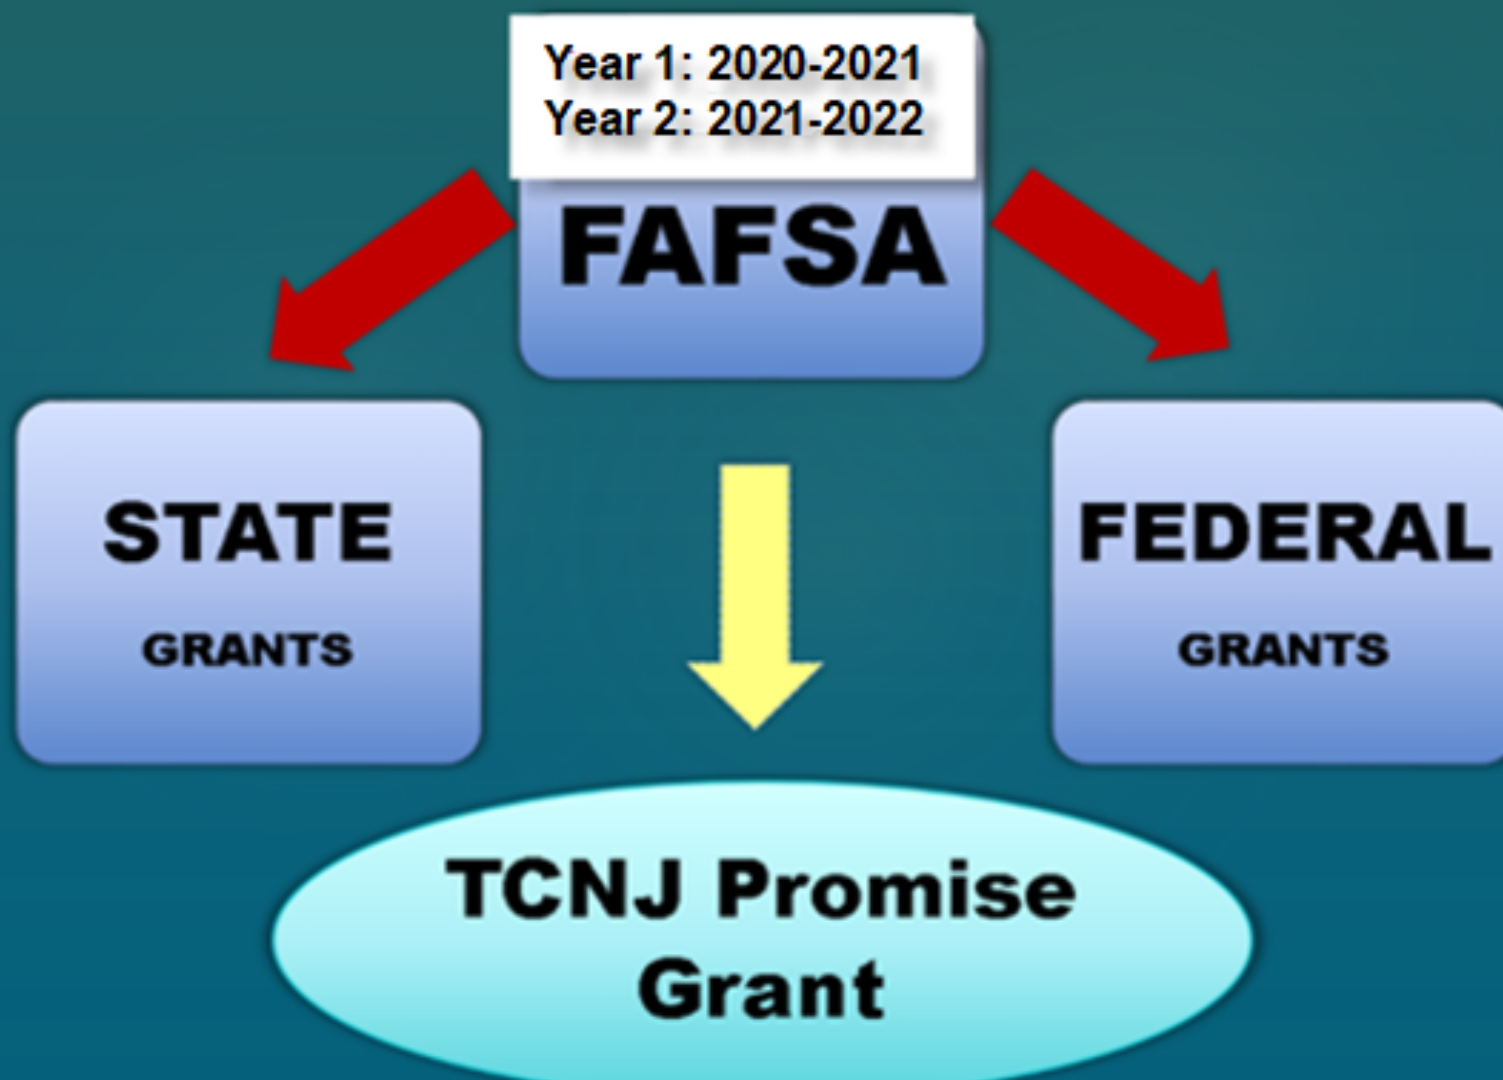 Year 1: 2020-2021
Year 2: 2021-2022
FAFSA
STATE
GRANTS
FEDERAL
GRANTS
TCNJ Promise
Grant